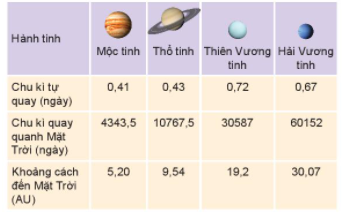 Hành tinh
Mộc tinh
Thổ tinh
Thiên Vương tinh
Hải Vương tinh
Chu kì tự quay (ngày)
0,41
0,43
0,72
0,67
Chu kì quay quanh Mặt Trời (ngày)
4343,5
10767,5
30587
60152
Khoảng cách đến Mặt Trời (AU)
5,20
9,54
19,2
30,07